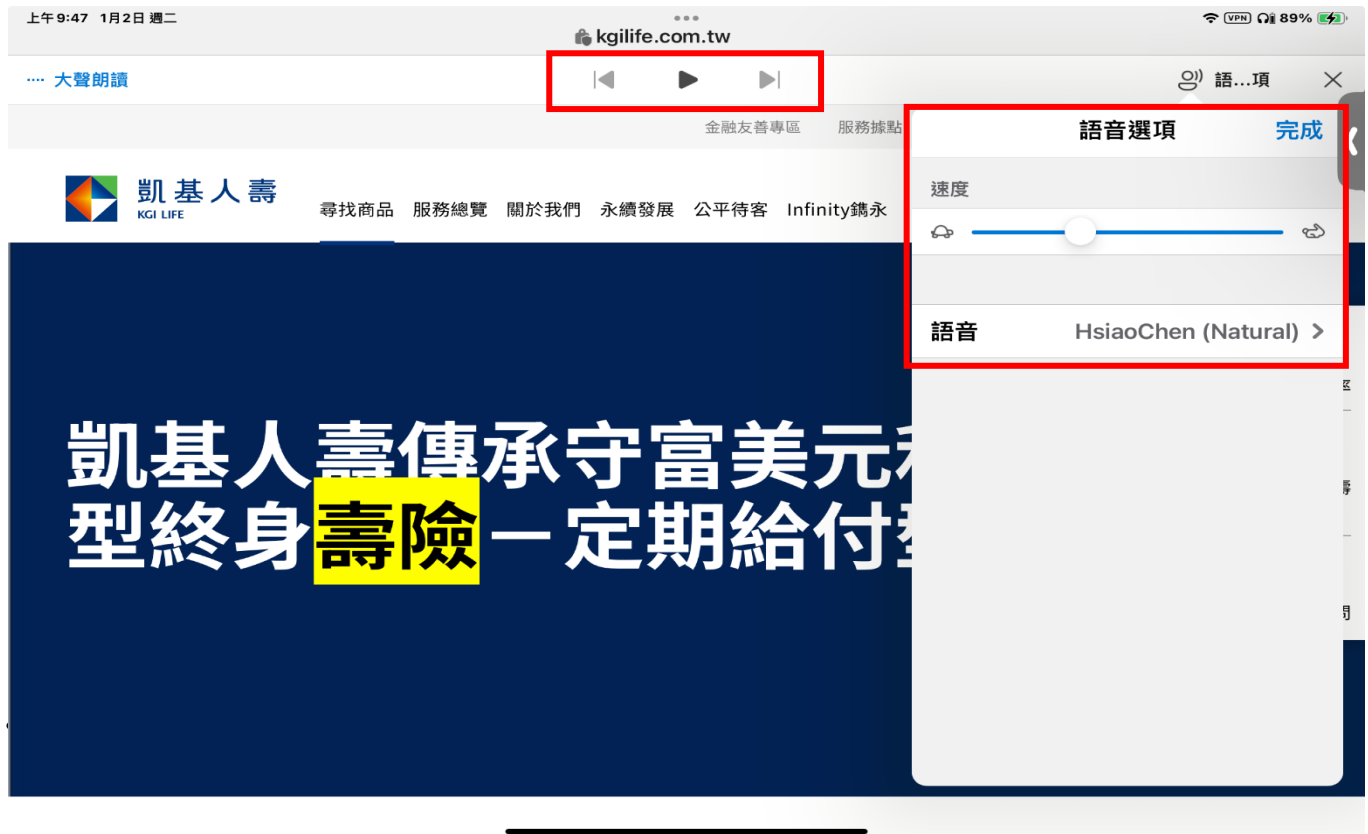 上午9:47 1月2日 週二
VPN 89%
kgilife.com.tw
大聲朗讀
語...項
金融友善專區 服務據點
語音選項 完成
凱基人壽
KGI LIFE
尋找商品 服務總覽 關於我們 永續發展 公平待客 Infinity鐫永
速度
語音 HsiaoChen (Natural)
凱基人壽傳承守富美元
型終身壽險－定期給付